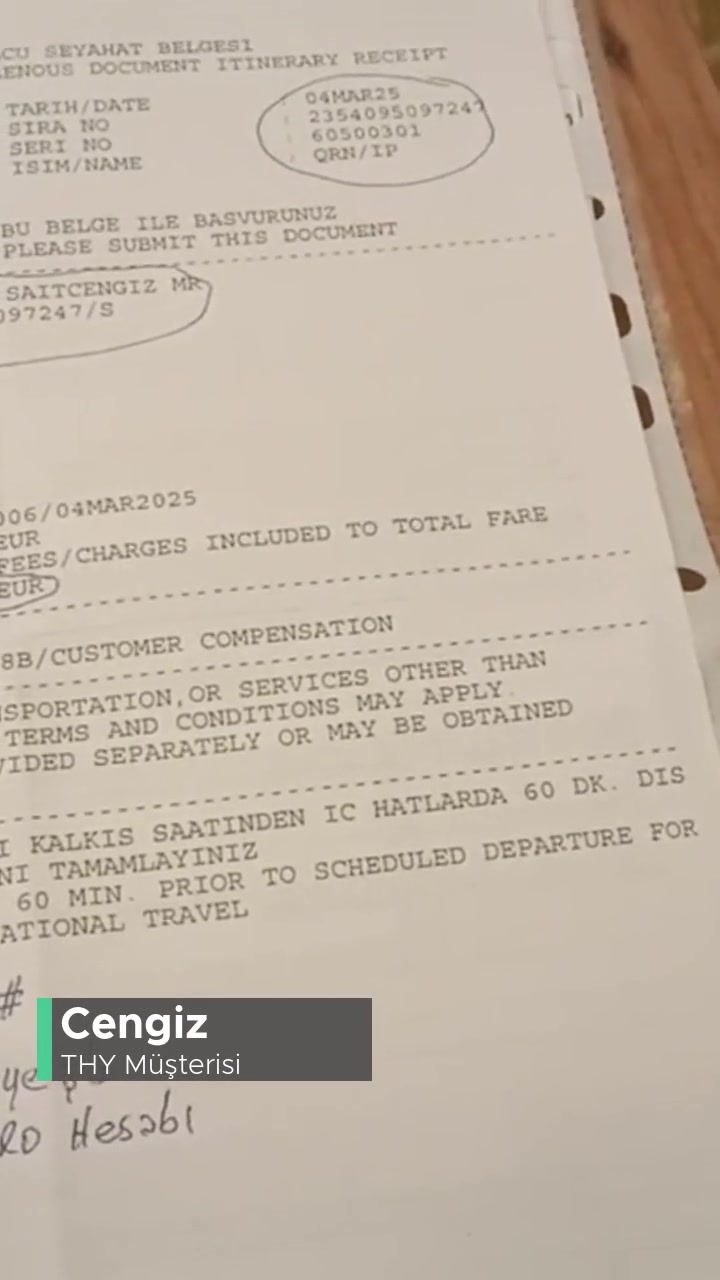 CU SEYAHAT BELGESI
ENOUS DOCUMENT ITINERARY RECEIPT
TARIH/DATE : 04MAR25
SIRA NO : 2354095097247
SERI NO : 60500301
ISIM/NAME : QRN/IP
BU BELGE ILE BASVURUNUZ
PLEASE SUBMIT THIS DOCUMENT
SAITCENGIZ MR
097247/S
006/04MAR2025
EUR
FEES/CHARGES INCLUDED TO TOTAL FARE
EUR
8B/CUSTOMER COMPENSATION
NSPORTATION,OR SERVICES OTHER THAN
TERMS AND CONDITIONS MAY APPLY.
VIDED SEPARATELY OR MAY BE OBTAINED
I KALKIS SAATINDEN IC HATLARDA 60 DK. DIS
NI TAMAMLAYINIZ
60 MIN. PRIOR TO SCHEDULED DEPARTURE FOR
ATIONAL TRAVEL
#
Cengiz
THY Müşterisi
ye
RO Hesabı